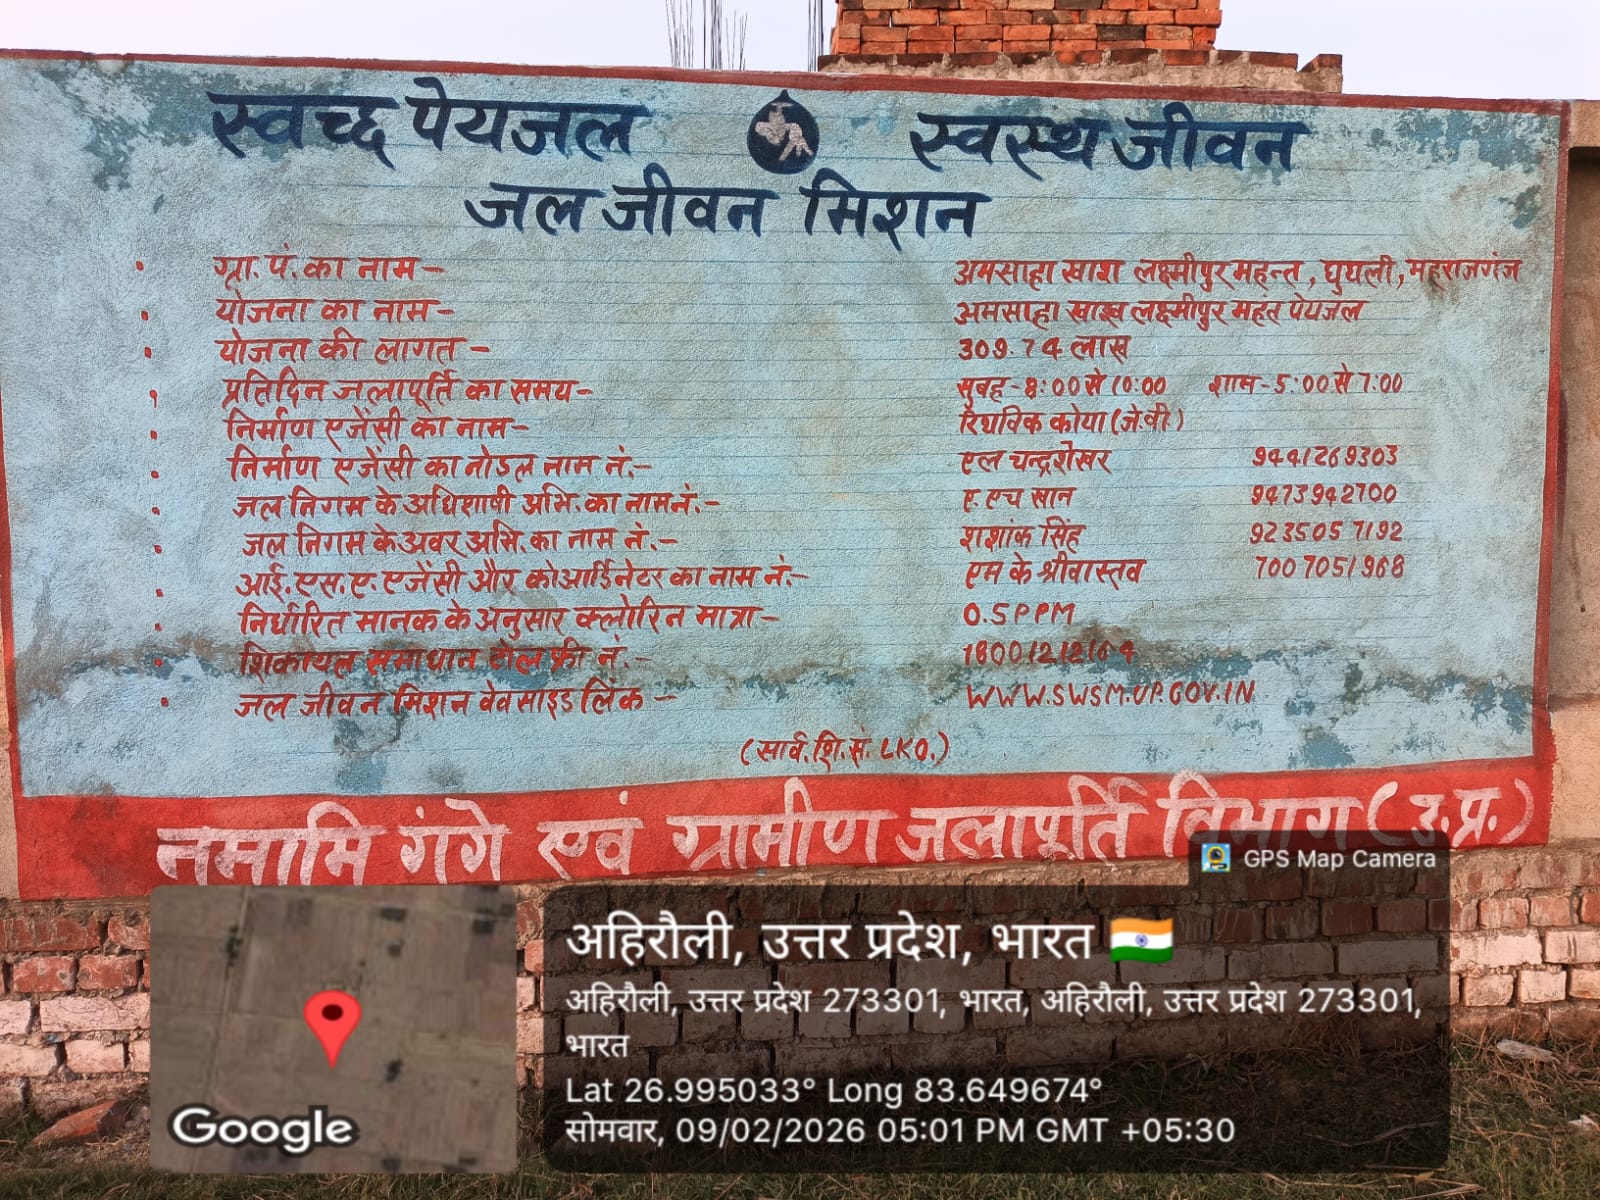 स्वच्छ पेयजल स्वस्थ जीवन
जल जीवन मिशन
ग्रा. पं. का नाम - अमसाहा खाश लक्ष्मीपुर महन्त, घुघली, महराजगंज
योजना का नाम - अमसाहा खाख लक्ष्मीपुर महंत पेयजल
योजना की लागत - 309.74 लाख
प्रतिदिन जलापूर्ति का समय - सुबह - 8:00 से 10:00 शाम - 5:00 से 7:00
निर्माण एजेंसी का नाम - रिथविक कोया (जे.वी.)
निर्माण एजेंसी का नोडल नाम नं. - एल चन्द्रशेखर 9441269303
जल निगम के अधिशाषी अभि. का नाम नं. - ए. एच खान 9473942700
जल निगम के अवर अभि. का नाम नं. - शशांक सिंह 9235057192
आई. एस. ए. एजेंसी और कोआर्डिनेटर का नाम नं. - एम के श्रीवास्तव 7007051968
निर्धारित मानक के अनुसार क्लोरिन मात्रा - 0.5 PPM
शिकायत समाधान टोल फ्री नं. - 18001212164
जल जीवन मिशन वेवसाइड लिंक - WWW.SWSM.UP.GOV.IN
(सार्व. शि. सं. LKO.)
नमामि गंगे एवं ग्रामीण जलापूर्ति विभाग (उ.प्र.)
GPS Map Camera
अहिरौली, उत्तर प्रदेश, भारत
अहिरौली, उत्तर प्रदेश 273301, भारत, अहिरौली, उत्तर प्रदेश 273301,
भारत
Lat 26.995033° Long 83.649674°
सोमवार, 09/02/2026 05:01 PM GMT +05:30
Google